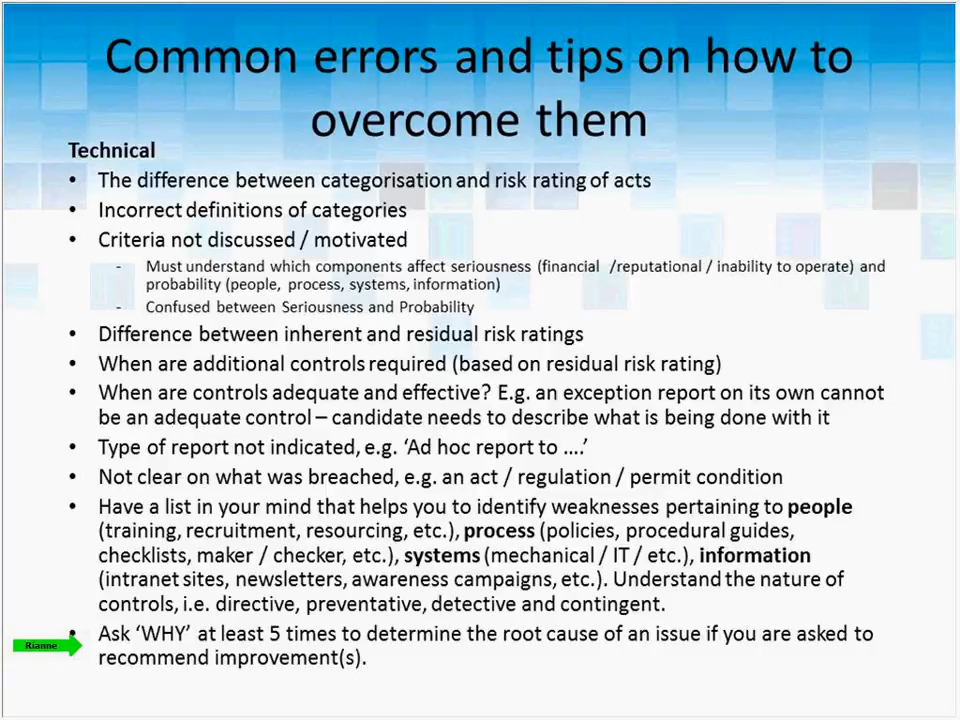 Common errors and tips on how to
overcome them
Technical
• The difference between categorisation and risk rating of acts
• Incorrect definitions of categories
• Criteria not discussed / motivated
- Must understand which components affect seriousness (financial /reputational / inability to operate) and
probability (people, process, systems, information)
- Confused between Seriousness and Probability
• Difference between inherent and residual risk ratings
• When are additional controls required (based on residual risk rating)
• When are controls adequate and effective? E.g. an exception report on its own cannot
be an adequate control – candidate needs to describe what is being done with it
• Type of report not indicated, e.g. ‘Ad hoc report to ….’
• Not clear on what was breached, e.g. an act / regulation / permit condition
• Have a list in your mind that helps you to identify weaknesses pertaining to people
(training, recruitment, resourcing, etc.), process (policies, procedural guides,
checklists, maker / checker, etc.), systems (mechanical / IT / etc.), information
(intranet sites, newsletters, awareness campaigns, etc.). Understand the nature of
controls, i.e. directive, preventative, detective and contingent.
• Ask ‘WHY’ at least 5 times to determine the root cause of an issue if you are asked to
Rianne
recommend improvement(s).